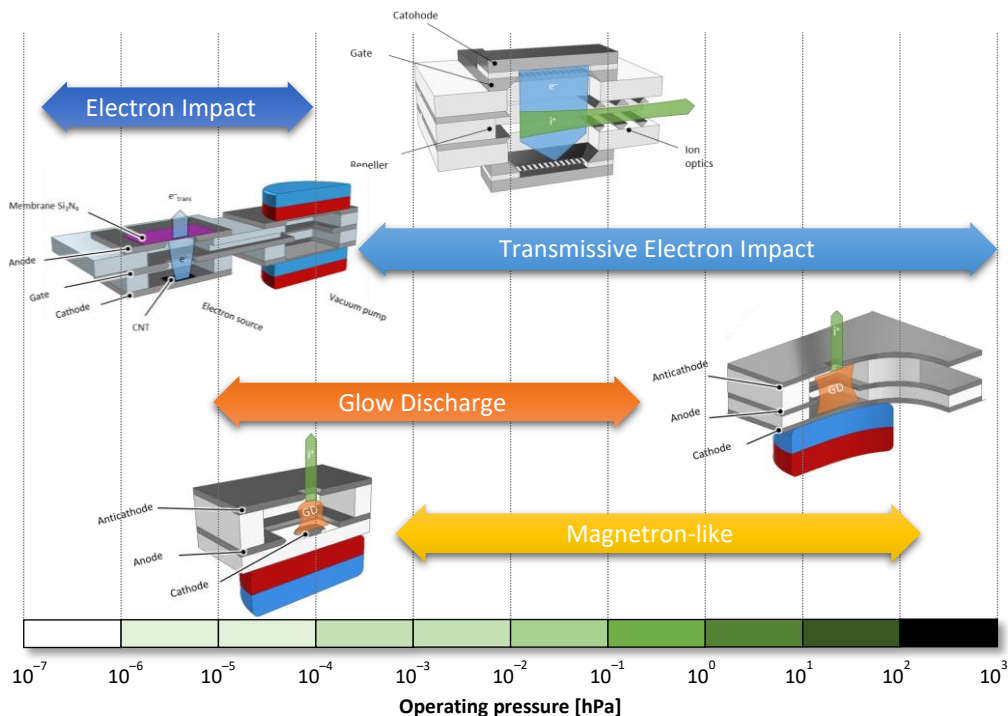 Catohode
Gate
e⁻
i⁺
Repeller
Ion
optics
Electron Impact
Membrane Si₃N₄
e⁻trans
Anode
e⁻
Gate
Cathode
CNT
Electron source
Vacuum pump
Transmissive Electron Impact
i⁺
Anticathode
GD
Anode
Cathode
Glow Discharge
i⁺
Anticathode
GD
Anode
Cathode
Magnetron-like
10⁻⁷ 10⁻⁶ 10⁻⁵ 10⁻⁴ 10⁻³ 10⁻² 10⁻¹ 10⁰ 10¹ 10² 10³
Operating pressure [hPa]